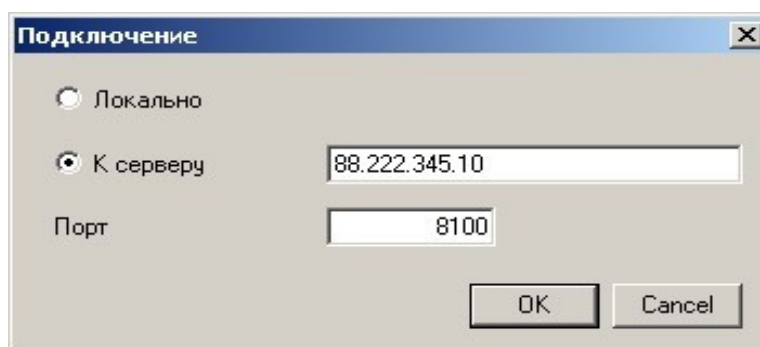 Подключение
Локально
К серверу 88.222.345.10
Порт 8100
OK Cancel